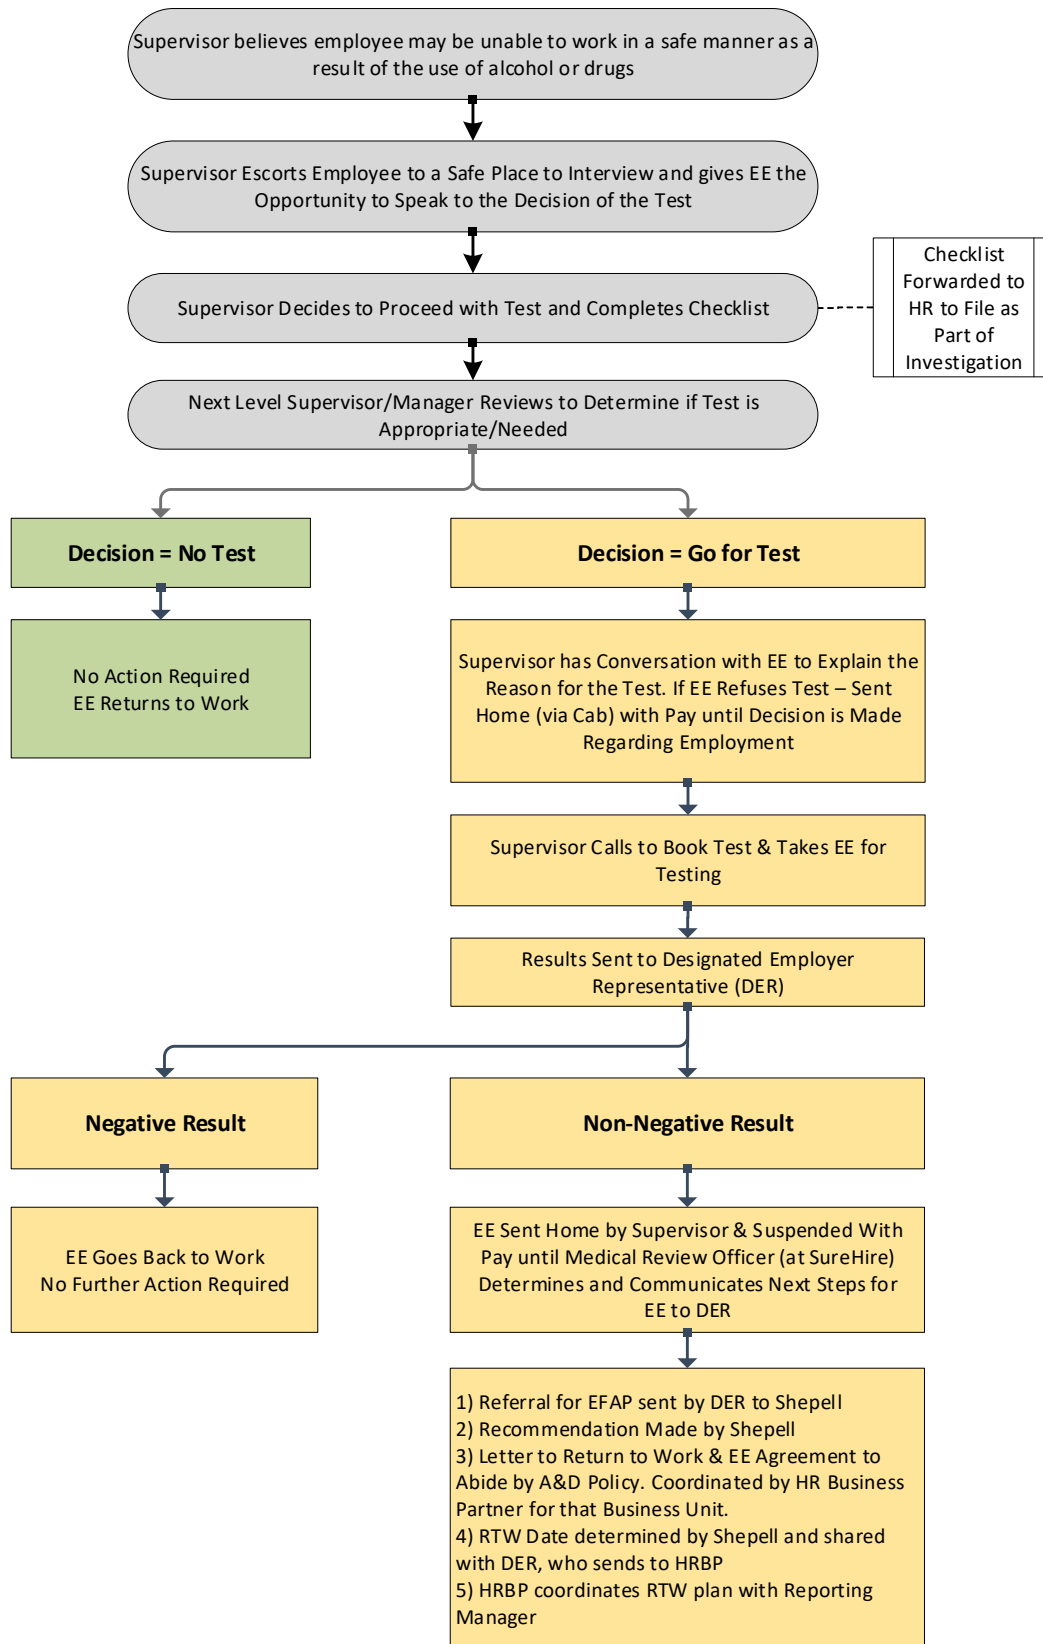 Supervisor believes employee may be unable to work in a safe manner as a
result of the use of alcohol or drugs
Supervisor Escorts Employee to a Safe Place to Interview and gives EE the
Opportunity to Speak to the Decision of the Test
Supervisor Decides to Proceed with Test and Completes Checklist
Checklist
Forwarded to
HR to File as
Part of
Investigation
Next Level Supervisor/Manager Reviews to Determine if Test is
Appropriate/Needed
Decision = No Test
Decision = Go for Test
No Action Required
EE Returns to Work
Supervisor has Conversation with EE to Explain the
Reason for the Test. If EE Refuses Test – Sent
Home (via Cab) with Pay until Decision is Made
Regarding Employment
Supervisor Calls to Book Test & Takes EE for
Testing
Results Sent to Designated Employer
Representative (DER)
Negative Result
Non-Negative Result
EE Goes Back to Work
No Further Action Required
EE Sent Home by Supervisor & Suspended With
Pay until Medical Review Officer (at SureHire)
Determines and Communicates Next Steps for
EE to DER
1) Referral for EFAP sent by DER to Shepell
2) Recommendation Made by Shepell
3) Letter to Return to Work & EE Agreement to
Abide by A&D Policy. Coordinated by HR Business
Partner for that Business Unit.
4) RTW Date determined by Shepell and shared
with DER, who sends to HRBP
5) HRBP coordinates RTW plan with Reporting
Manager